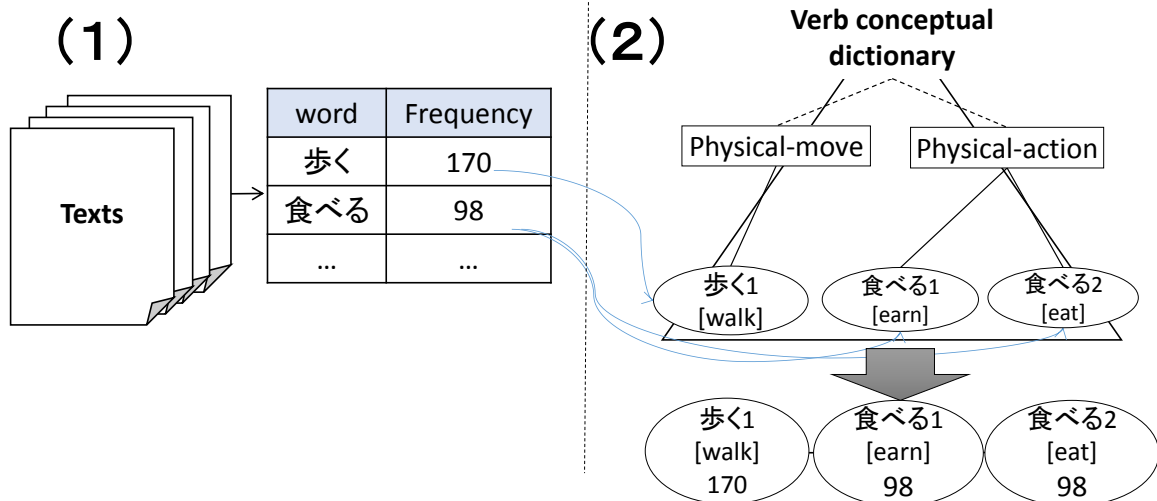 (1)
Texts
word Frequency
歩く 170
食べる 98
... ...
(2)
Verb conceptual
dictionary
Physical-move
Physical-action
歩く1
[walk]
食べる1
[earn]
食べる2
[eat]
歩く1
[walk]
170
食べる1
[earn]
98
食べる2
[eat]
98